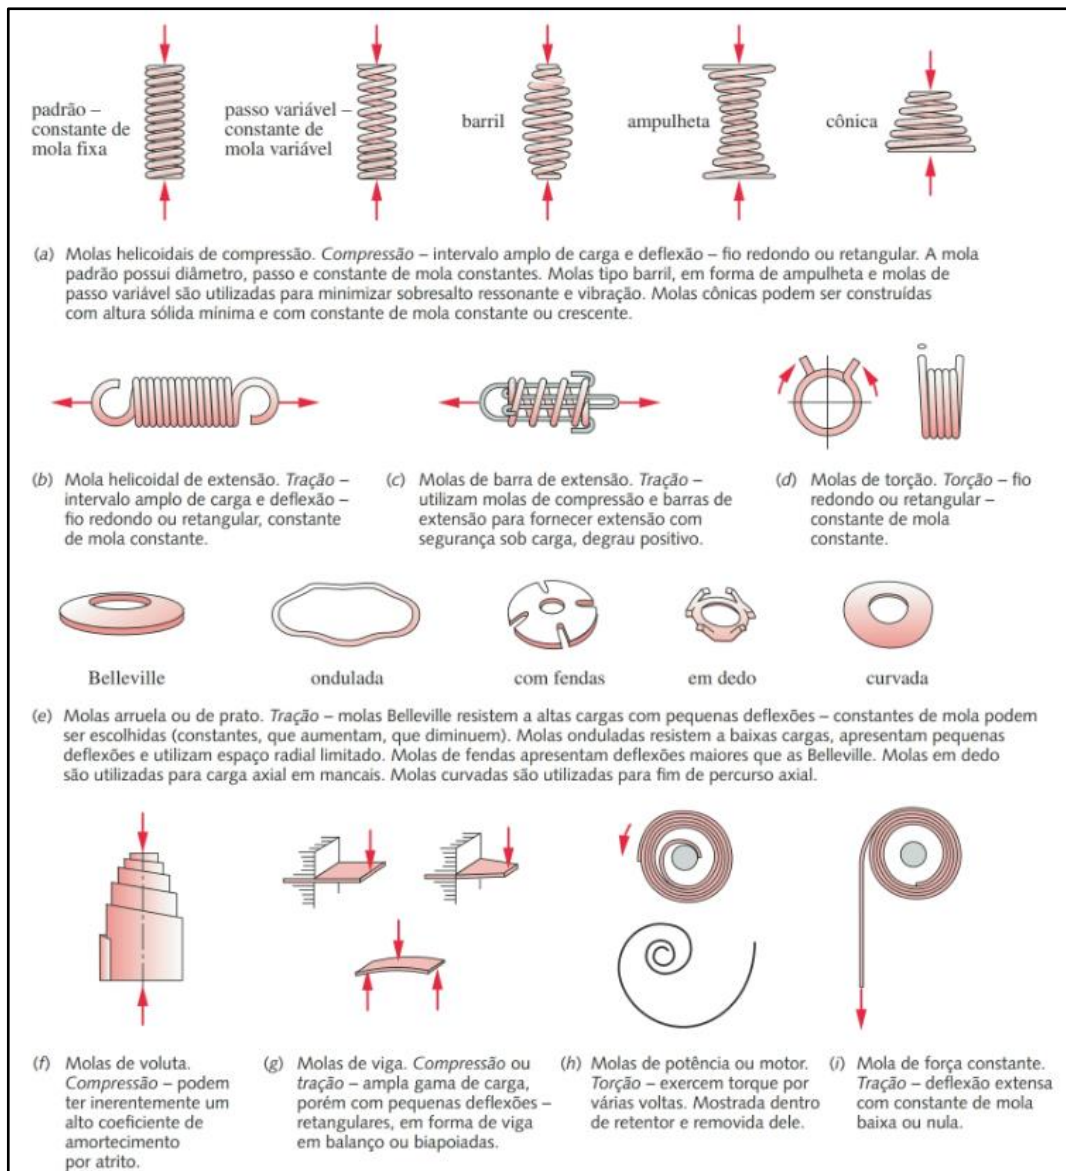 padrão –
constante de
mola fixa
passo variável –
constante de
mola variável
barril
ampulheta
cônica
(a) Molas helicoidais de compressão. Compressão – intervalo amplo de carga e deflexão – fio redondo ou retangular. A mola
padrão possui diâmetro, passo e constante de mola constantes. Molas tipo barril, em forma de ampulheta e molas de
passo variável são utilizadas para minimizar sobresalto ressonante e vibração. Molas cônicas podem ser construídas
com altura sólida mínima e com constante de mola constante ou crescente.
(b) Mola helicoidal de extensão. Tração –
intervalo amplo de carga e deflexão –
fio redondo ou retangular, constante
de mola constante.
(c) Molas de barra de extensão. Tração –
utilizam molas de compressão e barras de
extensão para fornecer extensão com
segurança sob carga, degrau positivo.
(d) Molas de torção. Torção – fio
redondo ou retangular –
constante de mola
constante.
Belleville
ondulada
com fendas
em dedo
curvada
(e) Molas arruela ou de prato. Tração – molas Belleville resistem a altas cargas com pequenas deflexões – constantes de mola podem
ser escolhidas (constantes, que aumentam, que diminuem). Molas onduladas resistem a baixas cargas, apresentam pequenas
deflexões e utilizam espaço radial limitado. Molas de fendas apresentam deflexões maiores que as Belleville. Molas em dedo
são utilizadas para carga axial em mancais. Molas curvadas são utilizadas para fim de percurso axial.
(f) Molas de voluta.
Compressão – podem
ter inerentemente um
alto coeficiente de
amortecimento
por atrito.
(g) Molas de viga. Compressão ou
tração – ampla gama de carga,
porém com pequenas deflexões –
retangulares, em forma de viga
em balanço ou biapoiadas.
(h) Molas de potência ou motor.
Torção – exercem torque por
várias voltas. Mostrada dentro
de retentor e removida dele.
(i) Mola de força constante.
Tração – deflexão extensa
com constante de mola
baixa ou nula.